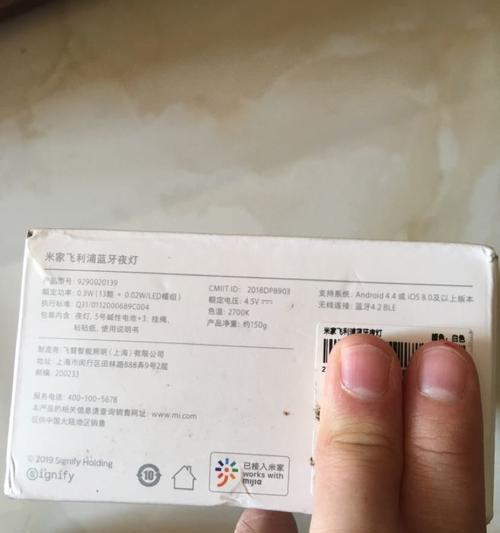 米家飞利浦蓝牙夜灯
产品型号: 9290020139
额定功率: 0.3W (13颗 * 0.02W/LED模组)
执行标准: Q31/0112000689C004
包装内含: 夜灯, 5号碱性电池*3, 挂绳,
粘贴纸, 使用说明书
CMIIT ID: 2018DP8903
额定电压: 4.5V
色温: 2700K
产品净重: 约150g
支持系统: Android 4.4 或 iOS 8.0及以上版本
无线连接: 蓝牙4.2 BLE
制造商: 飞智能照明 (上海) 有限公司
地址: 上海市闵行区田林路888弄9号2层
邮编: 200233
服务电话: 400-100-5678
本产品的相关信息请查询销售网址: www.mi.com
仅供中国大陆地区销售
© 2019 Signify Holding
Signify
10
已接入米家
works with
mijia
米家飞利浦蓝牙夜灯
颜色: 白色
2